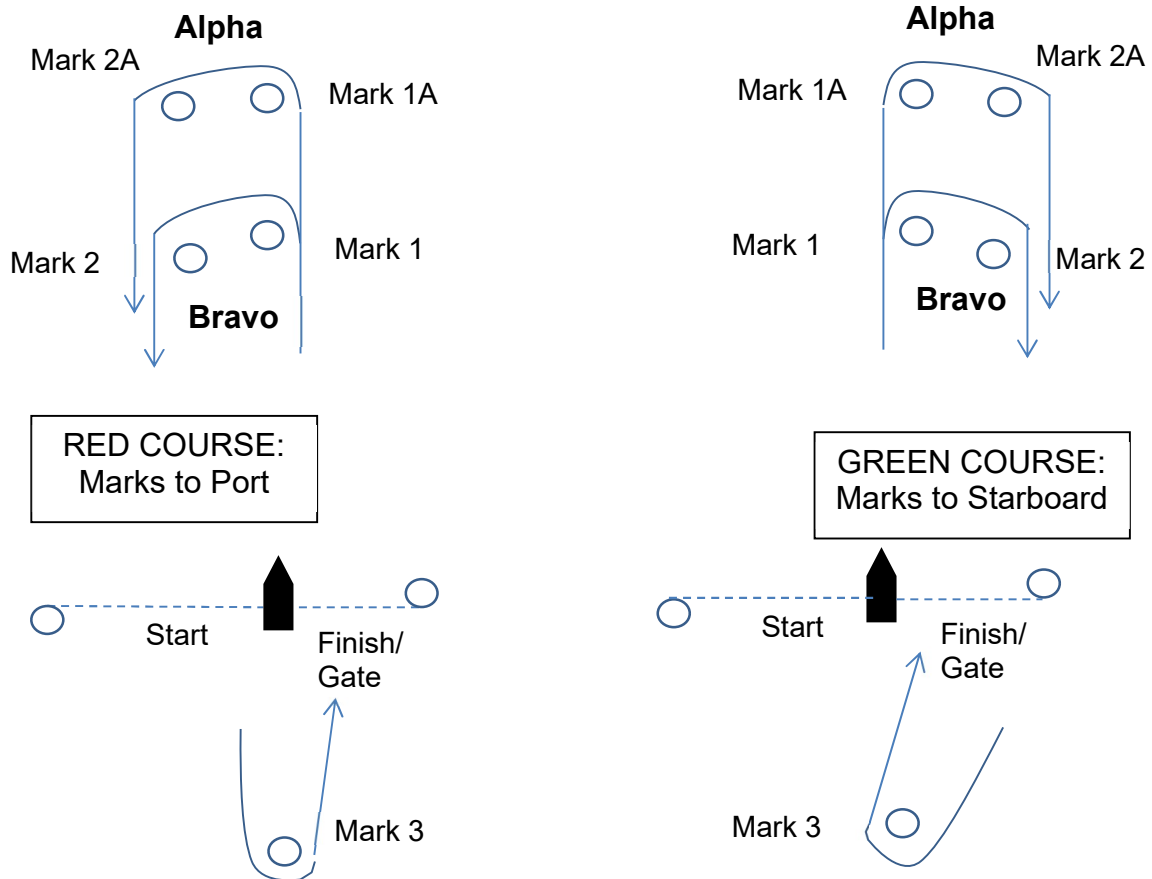 Alpha
Mark 2A
Mark 1A
Mark 2
Mark 1
Bravo
RED COURSE:
Marks to Port
Start
Finish/
Gate
Mark 3
Alpha
Mark 2A
Mark 1A
Mark 1
Mark 2
Bravo
GREEN COURSE:
Marks to Starboard
Start
Finish/
Gate
Mark 3